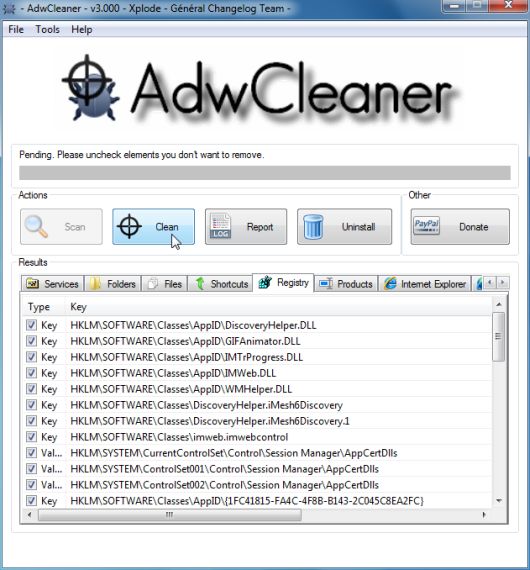 - AdwCleaner - v3.000 - Xplode - Général Changelog Team -
File Tools Help
AdwCleaner
Pending. Please uncheck elements you don't want to remove.
Actions
Other
Scan Clean LOG Report Uninstall PayPal Donate
Results
Services Folders Files Shortcuts Registry Products Internet Explorer
Type Key
Key HKLM\SOFTWARE\Classes\AppID\DiscoveryHelper.DLL
Key HKLM\SOFTWARE\Classes\AppID\GIFAnimator.DLL
Key HKLM\SOFTWARE\Classes\AppID\IMTrProgress.DLL
Key HKLM\SOFTWARE\Classes\AppID\IMWeb.DLL
Key HKLM\SOFTWARE\Classes\AppID\WMHelper.DLL
Key HKLM\SOFTWARE\Classes\DiscoveryHelper.iMesh6Discovery
Key HKLM\SOFTWARE\Classes\DiscoveryHelper.iMesh6Discovery.1
Key HKLM\SOFTWARE\Classes\imweb.imwebcontrol
Val... HKLM\SYSTEM\CurrentControlSet\Control\Session Manager\AppCertDlls
Val... HKLM\SYSTEM\ControlSet001\Control\Session Manager\AppCertDlls
Val... HKLM\SYSTEM\ControlSet002\Control\Session Manager\AppCertDlls
Key HKLM\SOFTWARE\Classes\AppID\{1FC41815-FA4C-4F8B-B143-2C045C8EA2FC}